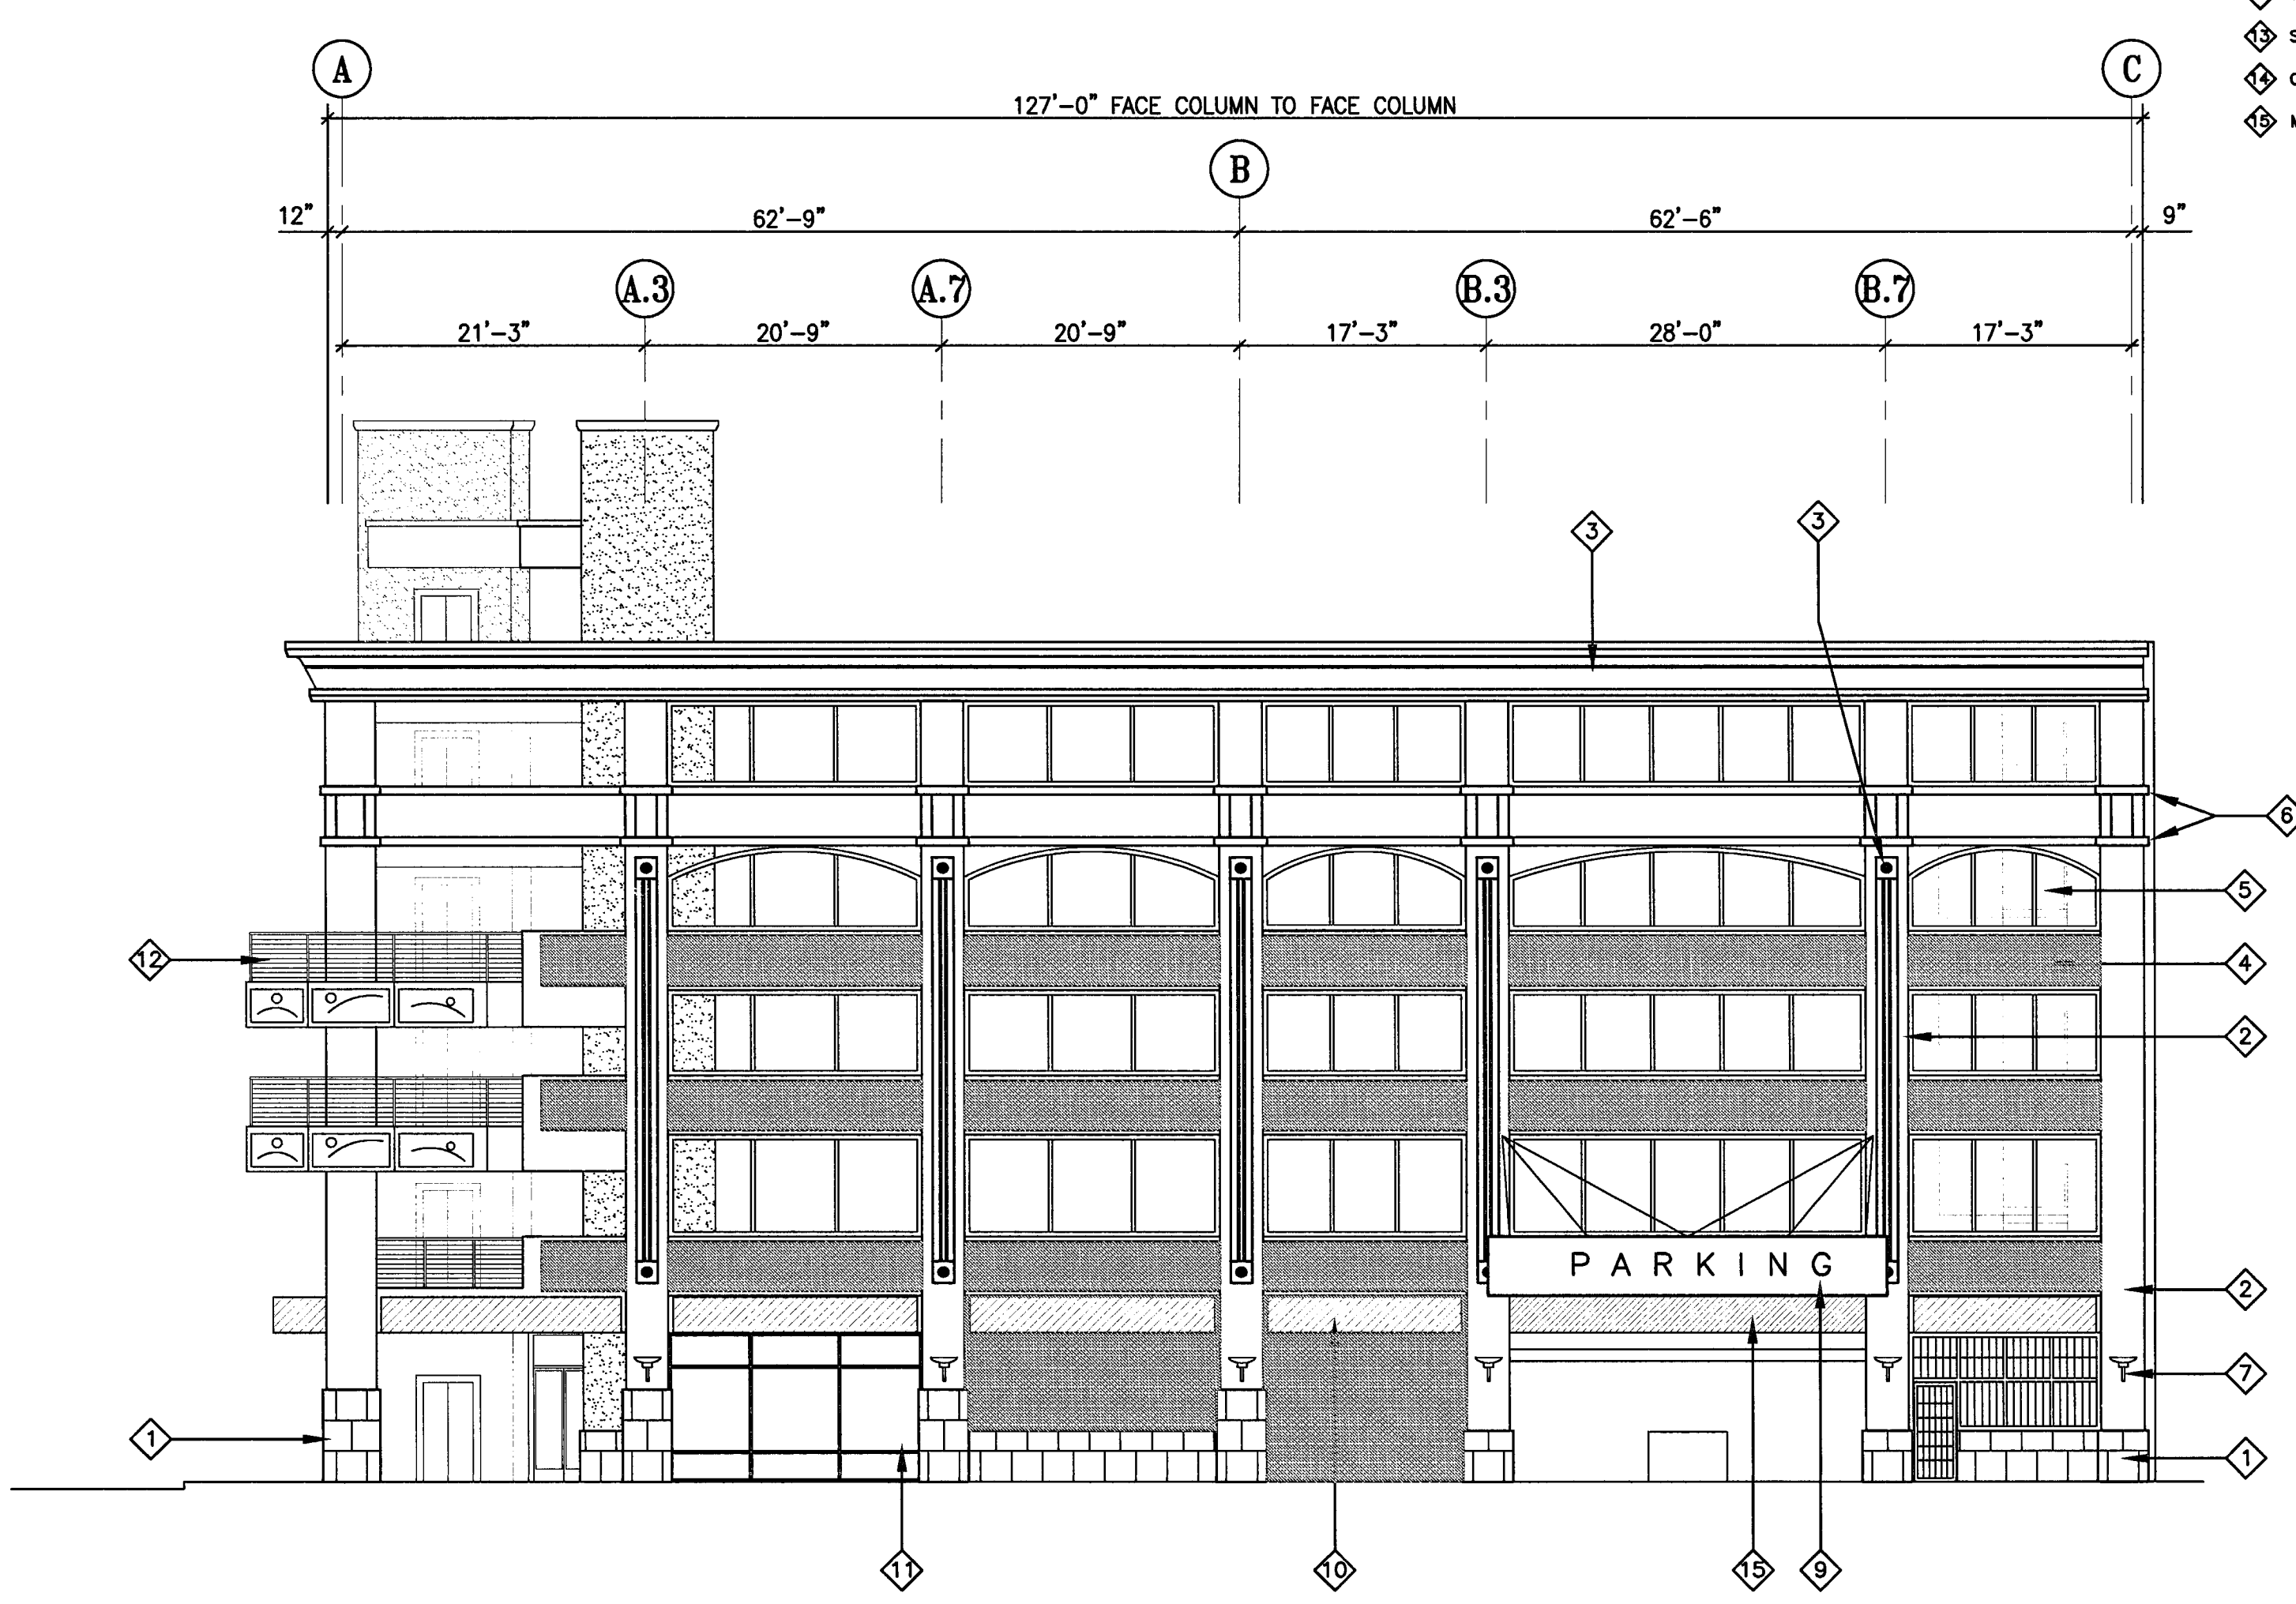 A
C
13
14
15
127'-0" FACE COLUMN TO FACE COLUMN
B
12" 62'-9" 62'-6" 9"
A.3 A.7 B.3 B.7
21'-3" 20'-9" 20'-9" 17'-3" 28'-0" 17'-3"
3 3
6
5
12 4
2
PARKING
2
7
1
1
11 10 15 9